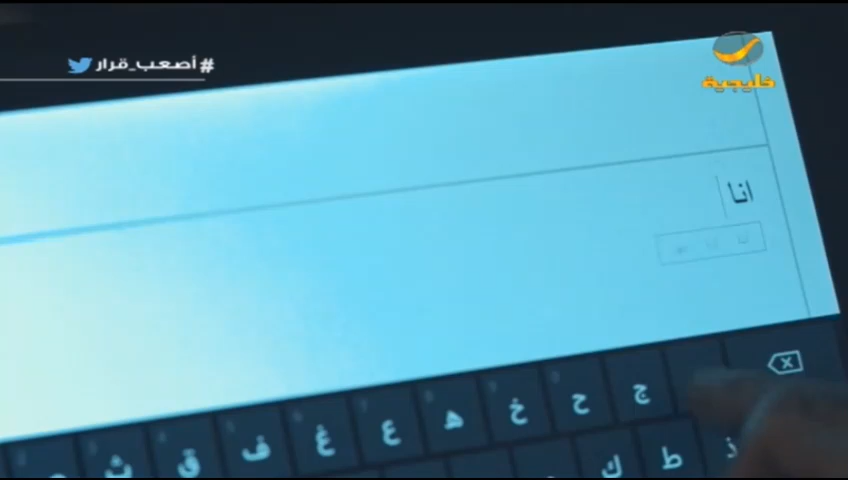 #أصعب_قرار
خليجية
انا
ج ح خ ه ع غ ف ق ث
ذ ط ك